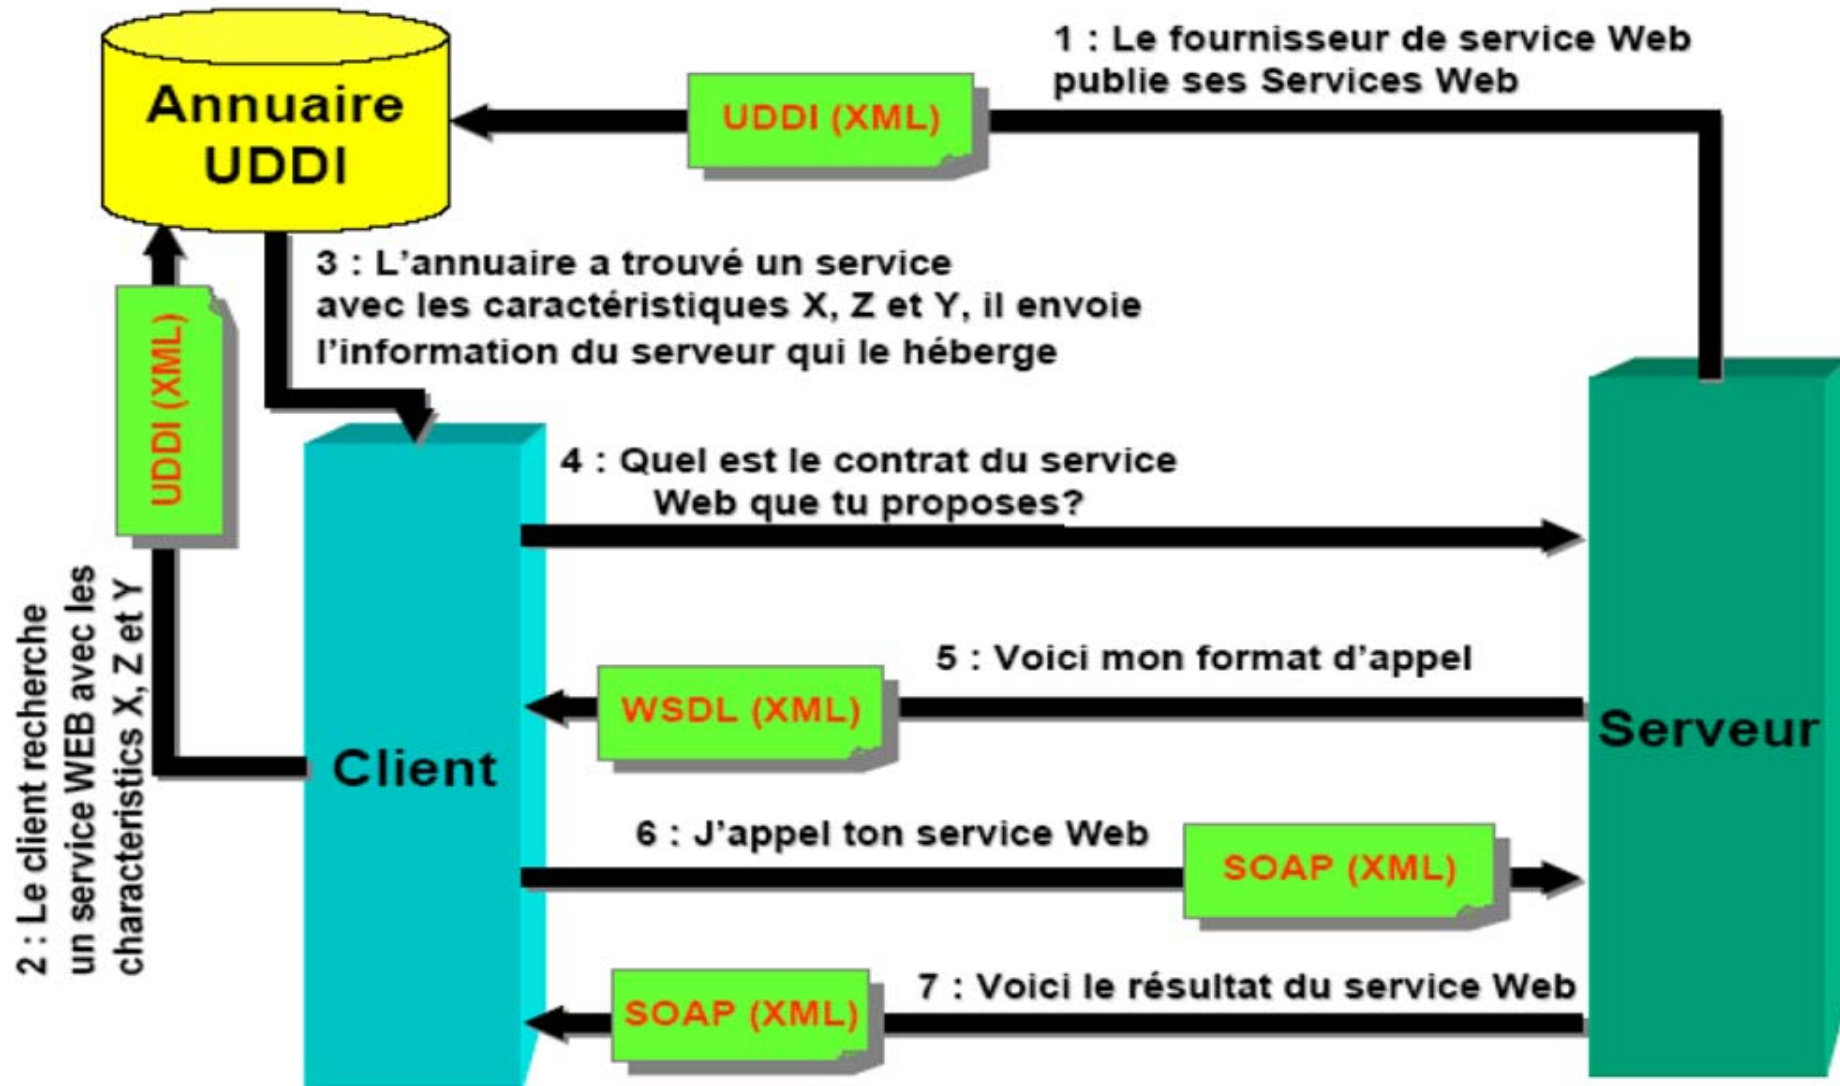 Annuaire
UDDI
1 : Le fournisseur de service Web
publie ses Services Web
UDDI (XML)
UDDI (XML)
2 : Le client recherche
un service WEB avec les
characteristics X, Z et Y
3 : L'annuaire a trouvé un service
avec les caractéristiques X, Z et Y, il envoie
l'information du serveur qui le héberge
4 : Quel est le contrat du service
Web que tu proposes?
5 : Voici mon format d'appel
WSDL (XML)
Client
Serveur
6 : J'appel ton service Web
SOAP (XML)
7 : Voici le résultat du service Web
SOAP (XML)